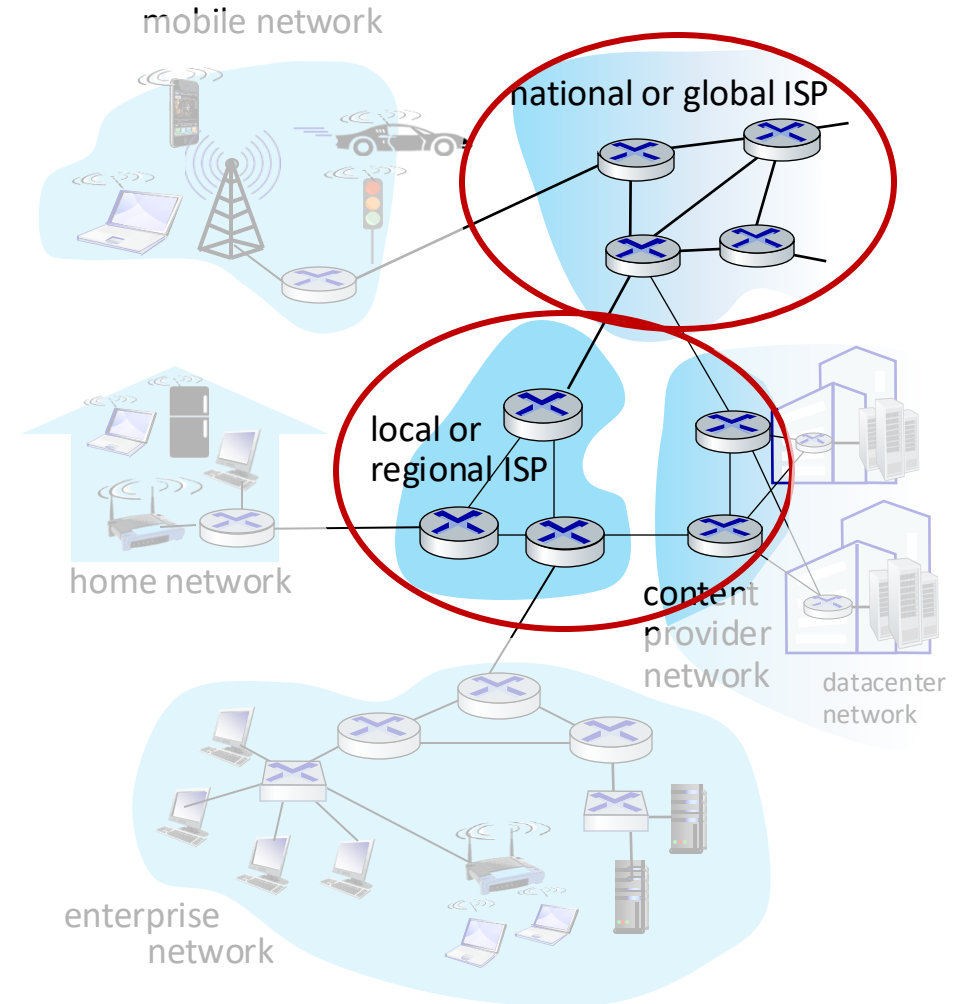 mobile network
national or global ISP
local or
regional ISP
home network
content
provider
network
datacenter
network
enterprise
network